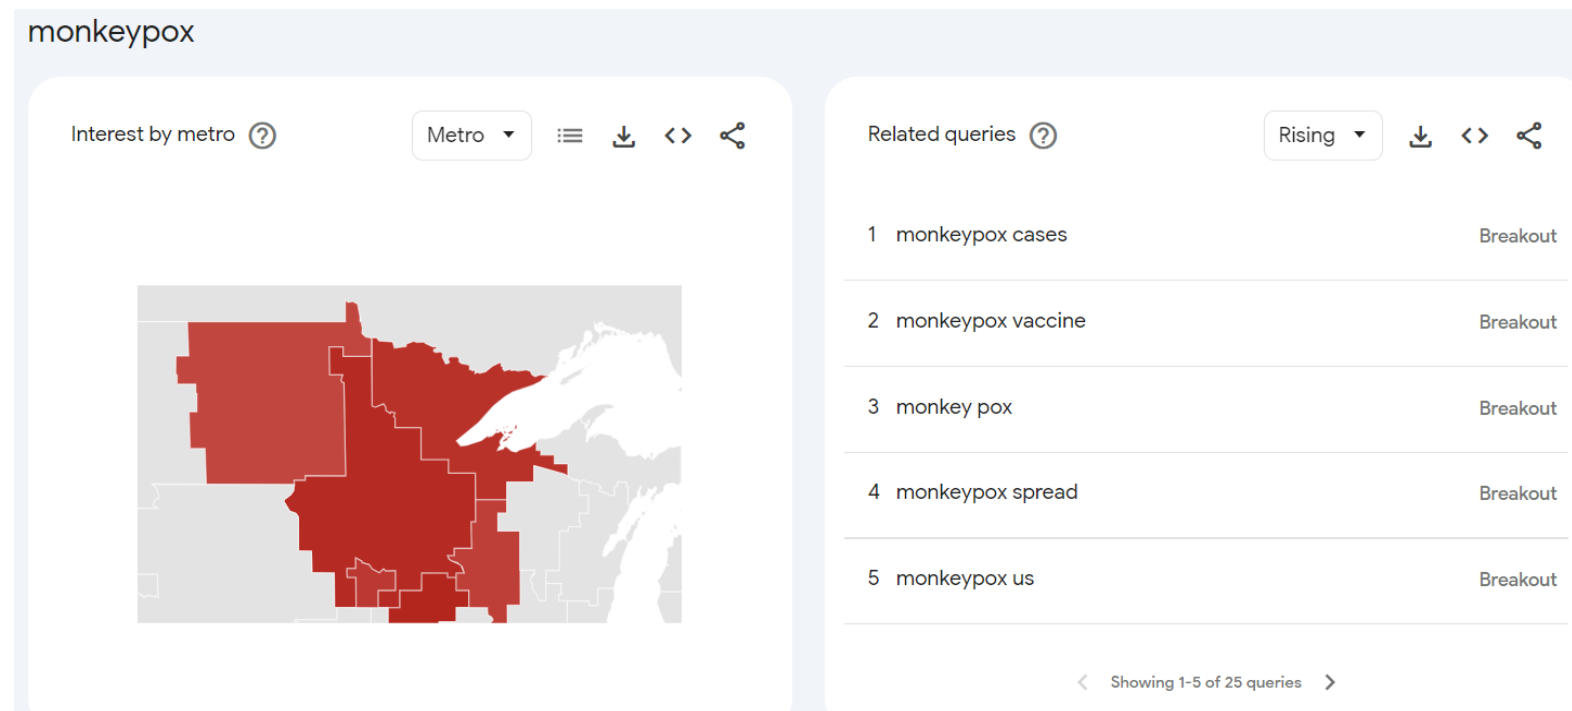 monkeypox
Interest by metro
Metro
Related queries
Rising
1 monkeypox cases Breakout
2 monkeypox vaccine Breakout
3 monkey pox Breakout
4 monkeypox spread Breakout
5 monkeypox us Breakout
Showing 1-5 of 25 queries